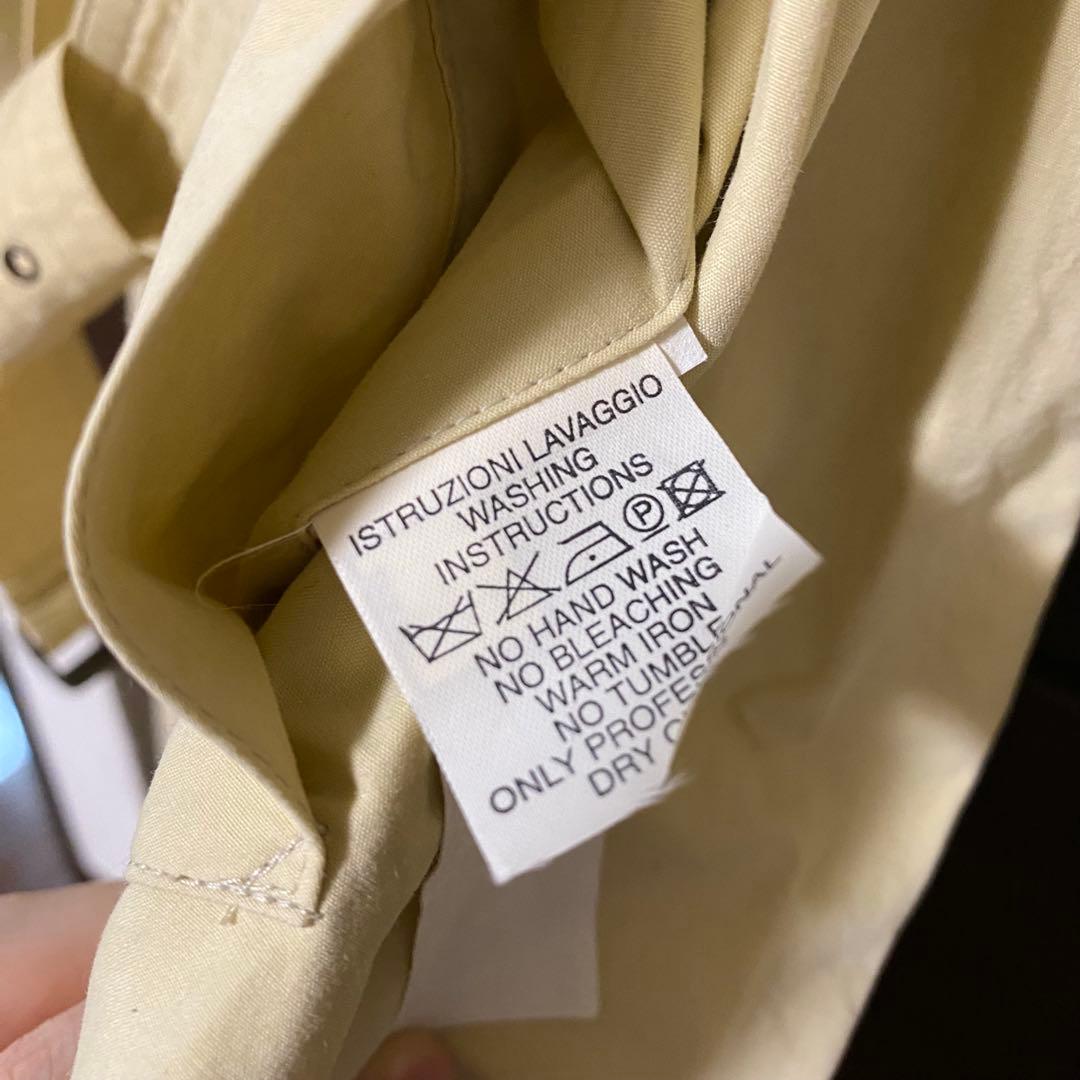 ISTRUZIONI LAVAGGIO
WASHING
INSTRUCTIONS
P
NO HAND WASH
NO BLEACHING
WARM IRON
NO TUMBLE
ONLY
DRY